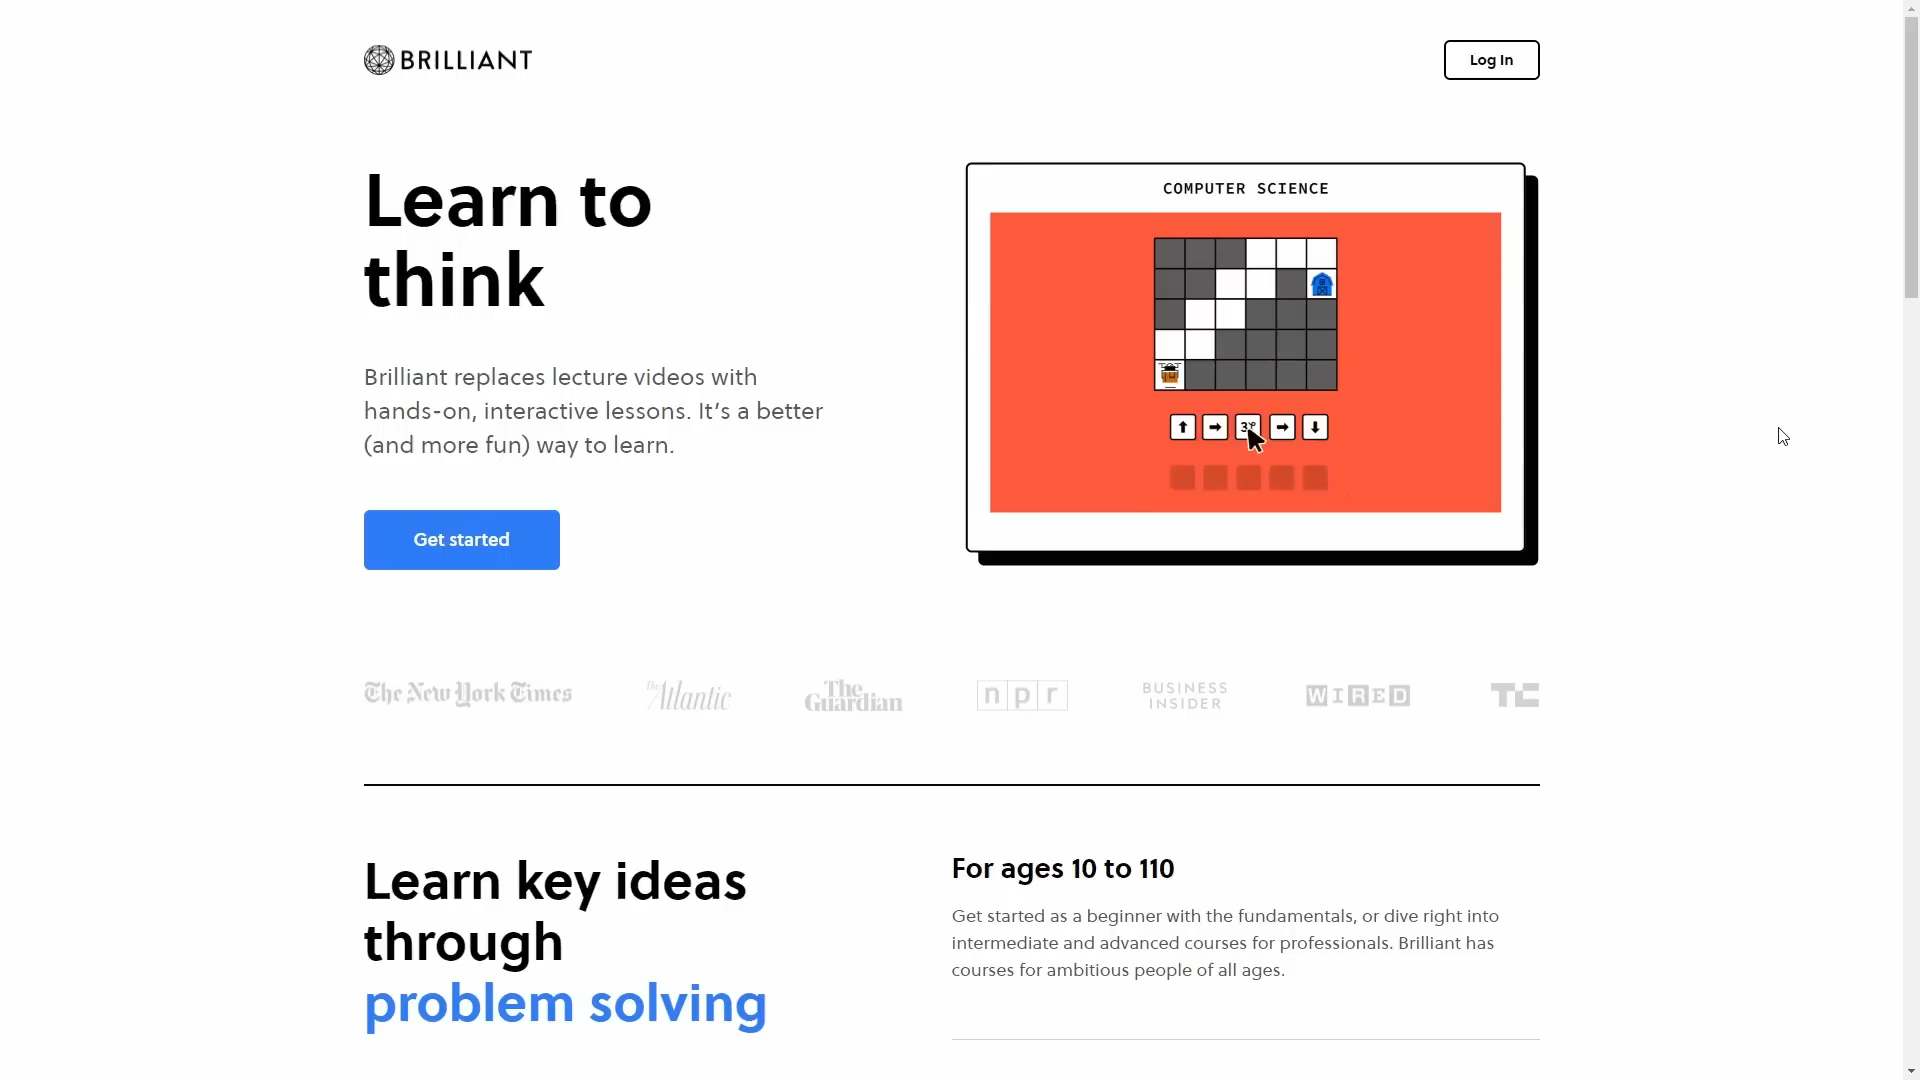 BRILLIANT
Log In
Learn to
think
Brilliant replaces lecture videos with
hands-on, interactive lessons. It’s a better
(and more fun) way to learn.
Get started
COMPUTER SCIENCE
The New York Times
The Atlantic
The Guardian
npr
BUSINESS INSIDER
WIRED
TC
Learn key ideas
through
problem solving
For ages 10 to 110
Get started as a beginner with the fundamentals, or dive right into
intermediate and advanced courses for professionals. Brilliant has
courses for ambitious people of all ages.